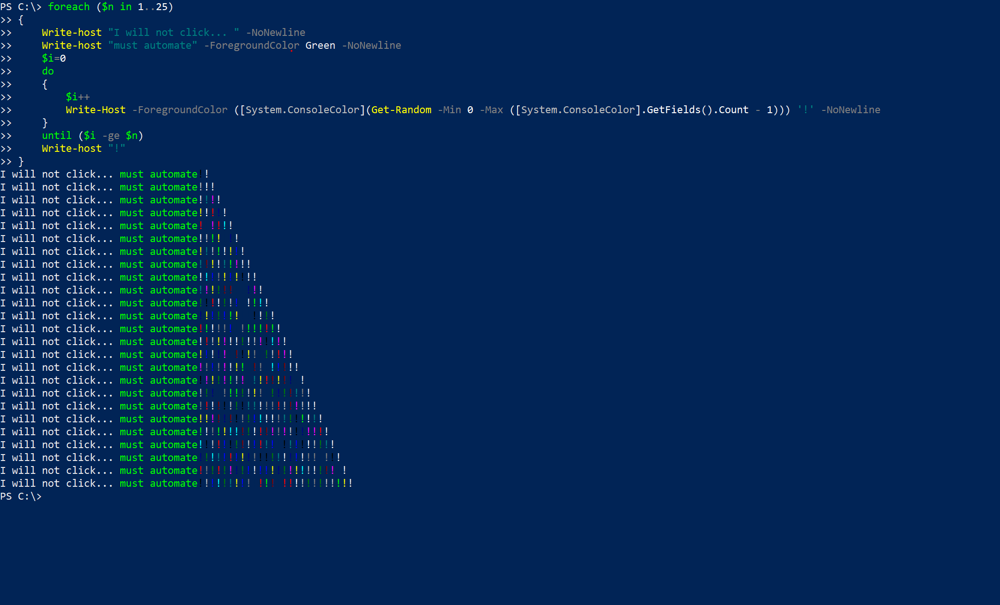 PS C:\> foreach ($n in 1..25)
>> {
>>     Write-host "I will not click... " -NoNewline
>>     Write-host "must automate" -ForegroundColor Green -NoNewline
>>     $i=0
>>     do
>>     {
>>         $i++
>>         Write-Host -ForegroundColor ([System.ConsoleColor](Get-Random -Min 0 -Max ([System.ConsoleColor].GetFields().Count - 1))) '!' -NoNewline
>>     }
>>     until ($i -ge $n)
>>     Write-host "!"
>> }
I will not click... must automate!!
I will not click... must automate!!!
I will not click... must automate!!!!
I will not click... must automate!!!!!
I will not click... must automate! !!!!
I will not click... must automate!!!! !!
I will not click... must automate!!!!!!!!
I will not click... must automate!!!!!!!!!
I will not click... must automate!!!!!!!!!!
I will not click... must automate!!!!!!  !!!
I will not click... must automate!!!!!!! !!!!
I will not click... must automate!!!!!!!  !!!!
I will not click... must automate!!!!!! !!!!!!!
I will not click... must automate!!!!!!!!!!!!!!!
I will not click... must automate!!!!! !!!! !!!!!
I will not click... must automate!!!!!!!! !! !!!!!
I will not click... must automate!!!!!!!! !!!!!!! !
I will not click... must automate!!! !!!!!!! !!!!!!!
I will not click... must automate!!!!!!!!!!!!!!!!!!!!
I will not click... must automate!!!!!!!!!!!!!!!!!!!!!
I will not click... must automate!!!!!!!!!!!!!!!!!!!!!!
I will not click... must automate!!!!!!!!!!!!! !!!!!!!!!
I will not click... must automate!!!!!!!!!!!!!!!!!!!! !!!
I will not click... must automate!!!!!!!!!!!!!!!!!!!!!!! !
I will not click... must automate!!!!!!!!! !!! !!!!!!!!!!!!
PS C:\>